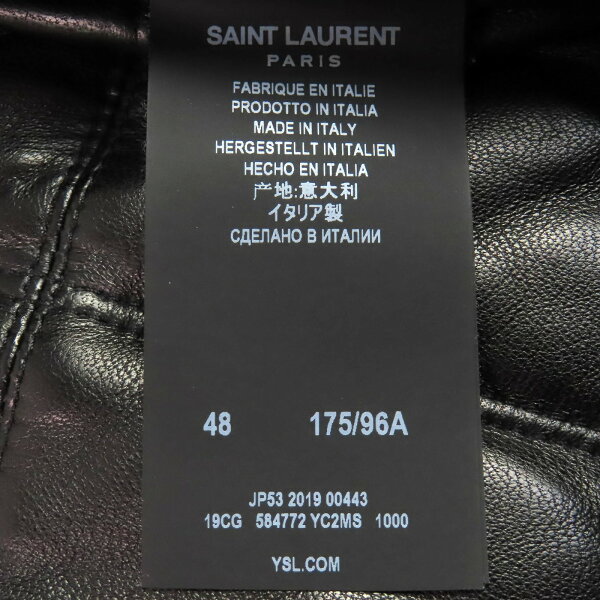 SAINT LAURENT
PARIS
FABRIQUE EN ITALIE
PRODOTTO IN ITALIA
MADE IN ITALY
HERGESTELLT IN ITALIEN
HECHO EN ITALIA
产地:意大利
イタリア製
СДЕЛАНО В ИТАЛИИ
48 175/96A
JP53 2019 00443
19CG 584772 YC2MS 1000
YSL.COM